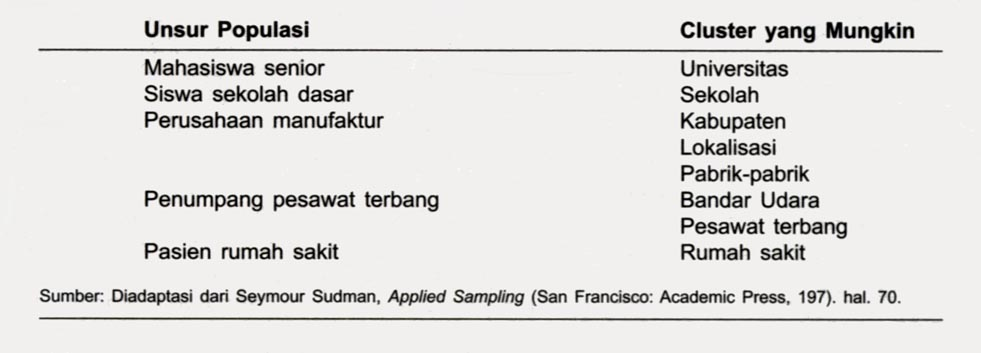 Unsur Populasi Cluster yang Mungkin
Mahasiswa senior Universitas
Siswa sekolah dasar Sekolah
Perusahaan manufaktur Kabupaten
Lokalisasi
Pabrik-pabrik
Penumpang pesawat terbang Bandar Udara
Pesawat terbang
Pasien rumah sakit Rumah sakit
Sumber: Diadaptasi dari Seymour Sudman, Applied Sampling (San Francisco: Academic Press, 197). hal. 70.